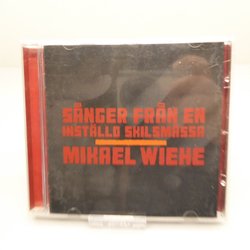 SÅNGER FRÅN EN
INSTÄLLD SKILSMÄSSA
MIKAEL WIEHE